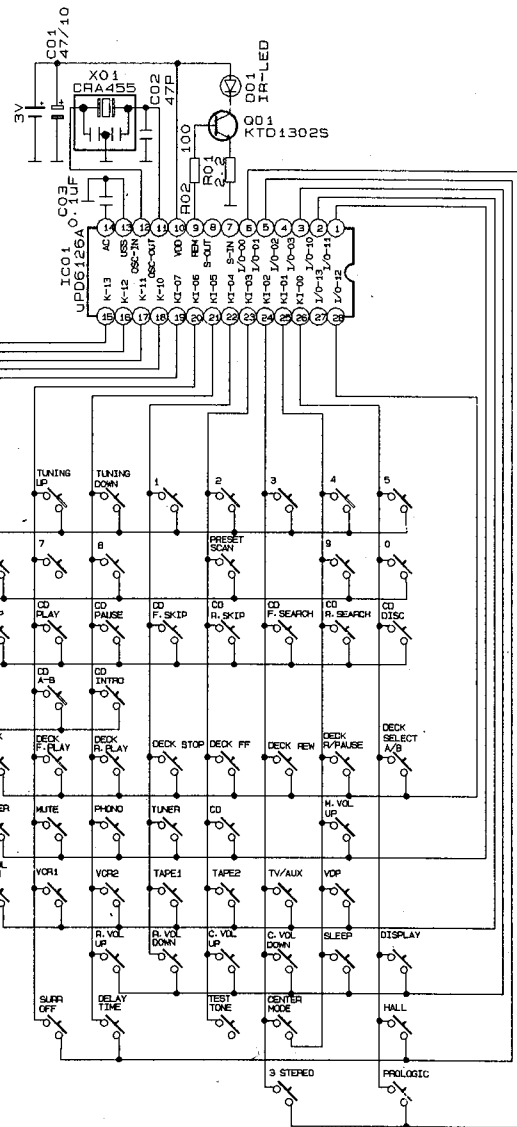 3V
C01
47/10
X01
CRA455
C02
47P
D01
IR-LED
Q01
KTD1302S
100
R02
R01
2.2
C03
0.1uF
IC01
UPD6126A
14 13 12 11 10 9 8 7 6 5 4 3 2 1
AC
USS
OSC-IN
OSC-OUT
VDD
REM
S-OUT
S-IN
I/O-00
I/O-01
I/O-02
I/O-03
I/O-10
I/O-11
K-13
K-12
K-11
K-10
KI-07
KI-06
KI-05
KI-04
KI-03
KI-02
KI-01
KI-00
I/O-13
I/O-12
15 16 17 18 19 20 21 22 23 24 25 26 27 28
TUNING UP
TUNING DOWN
1
2
3
4
5
7
8
PRESET SCAN
9
0
P
CD PLAY
CD PAUSE
CD F.SKIP
CD R.SKIP
CD F.SEARCH
CD R.SEARCH
CD DISC
CD A-B
CD INTRO
K
DECK F.PLAY
DECK R.PLAY
DECK STOP
DECK FF
DECK REW
DECK R/PAUSE
DECK SELECT A/B
ER
MUTE
PHONO
TUNER
CD
M.VOL UP
OL
VCR1
VCR2
TAPE1
TAPE2
TV/AUX
VDP
R.VOL UP
R.VOL DOWN
C.VOL UP
C.VOL DOWN
SLEEP
DISPLAY
SURR OFF
DELAY TIME
TEST TONE
CENTER MODE
HALL
3 STEREO
PROLOGIC